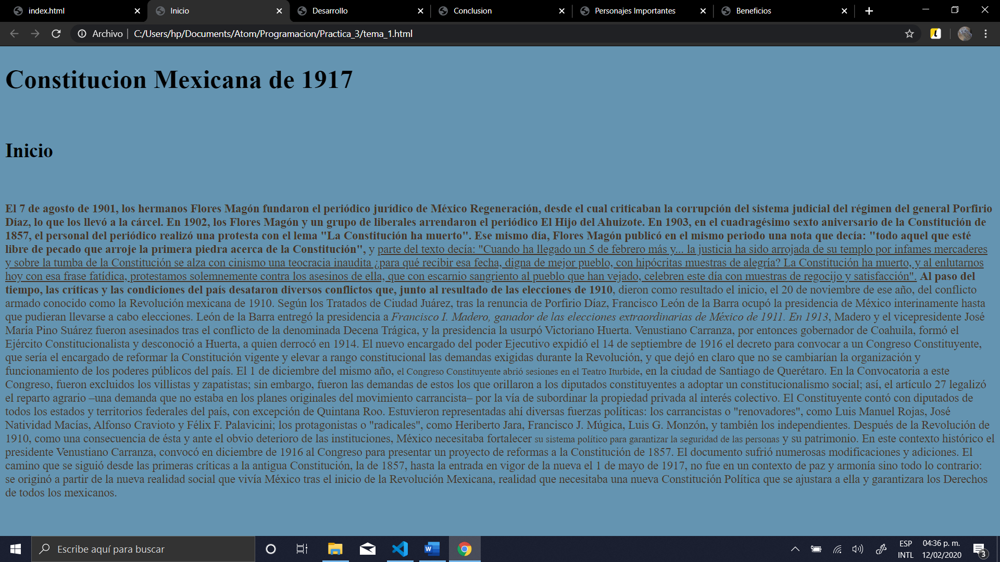 index.html
Inicio
Desarrollo
Conclusion
Personajes Importantes
Beneficios
Archivo
C:/Users/hp/Documents/Atom/Programacion/Practica_3/tema_1.html
Constitucion Mexicana de 1917
Inicio
El 7 de agosto de 1901, los hermanos Flores Magón fundaron el periódico jurídico de México Regeneración, desde el cual criticaban la corrupción del sistema judicial del régimen del general Porfirio
Díaz, lo que los llevó a la cárcel. En 1902, los Flores Magón y un grupo de liberales arrendaron el periódico El Hijo del Ahuizote. En 1903, en el cuadragésimo sexto aniversario de la Constitución de
1857, el personal del periódico realizó una protesta con el lema "La Constitución ha muerto". Ese mismo día, Flores Magón publicó en el mismo periodo una nota que decía: "todo aquel que esté
libre de pecado que arroje la primera piedra acerca de la Constitución", y parte del texto decía: "Cuando ha llegado un 5 de febrero más y... la justicia ha sido arrojada de su templo por infames mercaderes
y sobre la tumba de la Constitución se alza con cinismo una teocracia inaudita ¿para qué recibir esa fecha, digna de mejor pueblo, con hipócritas muestras de alegría? La Constitución ha muerto, y al enlutarnos
hoy con esa frase fatídica, protestamos solemnemente contra los asesinos de ella, que con escarnio sangriento al pueblo que han vejado, celebren este día con muestras de regocijo y satisfacción". Al paso del
tiempo, las críticas y las condiciones del país desataron diversos conflictos que, junto al resultado de las elecciones de 1910, dieron como resultado el inicio, el 20 de noviembre de ese año, del conflicto
armado conocido como la Revolución mexicana de 1910. Según los Tratados de Ciudad Juárez, tras la renuncia de Porfirio Díaz, Francisco León de la Barra ocupó la presidencia de México interinamente hasta
que pudieran llevarse a cabo elecciones. León de la Barra entregó la presidencia a Francisco I. Madero, ganador de las elecciones extraordinarias de México de 1911. En 1913, Madero y el vicepresidente José
María Pino Suárez fueron asesinados tras el conflicto de la denominada Decena Trágica, y la presidencia la usurpó Victoriano Huerta. Venustiano Carranza, por entonces gobernador de Coahuila, formó el
Ejército Constitucionalista y desconoció a Huerta, a quien derrocó en 1914. El nuevo encargado del poder Ejecutivo expidió el 14 de septiembre de 1916 el decreto para convocar a un Congreso Constituyente,
que sería el encargado de reformar la Constitución vigente y elevar a rango constitucional las demandas exigidas durante la Revolución, y que dejó en claro que no se cambiarían la organización y
funcionamiento de los poderes públicos del país. El 1 de diciembre del mismo año, el Congreso Constituyente abrió sesiones en el Teatro Iturbide, en la ciudad de Santiago de Querétaro. En la Convocatoria a este
Congreso, fueron excluidos los villistas y zapatistas; sin embargo, fueron las demandas de estos los que orillaron a los diputados constituyentes a adoptar un constitucionalismo social; así, el artículo 27 legalizó
el reparto agrario –una demanda que no estaba en los planes originales del movimiento carrancista– por la vía de subordinar la propiedad privada al interés colectivo. El Constituyente contó con diputados de
todos los estados y territorios federales del país, con excepción de Quintana Roo. Estuvieron representadas ahí diversas fuerzas políticas: los carrancistas o "renovadores", como Luis Manuel Rojas, José
Natividad Macías, Alfonso Cravioto y Félix F. Palavicini; los protagonistas o "radicales", como Heriberto Jara, Francisco J. Múgica, Luis G. Monzón, y también los independientes. Después de la Revolución de
1910, como una consecuencia de ésta y ante el obvio deterioro de las instituciones, México necesitaba fortalecer su sistema político para garantizar la seguridad de las personas y su patrimonio. En este contexto histórico el
presidente Venustiano Carranza, convocó en diciembre de 1916 al Congreso para presentar un proyecto de reformas a la Constitución de 1857. El documento sufrió numerosas modificaciones y adiciones. El
camino que se siguió desde las primeras críticas a la antigua Constitución, la de 1857, hasta la entrada en vigor de la nueva el 1 de mayo de 1917, no fue en un contexto de paz y armonía sino todo lo contrario:
se originó a partir de la nueva realidad social que vivía México tras el inicio de la Revolución Mexicana, realidad que necesitaba una nueva Constitución Política que se ajustara a ella y garantizara los Derechos
de todos los mexicanos.
Escribe aquí para buscar
ESP
INTL
04:36 p. m.
12/02/2020
3